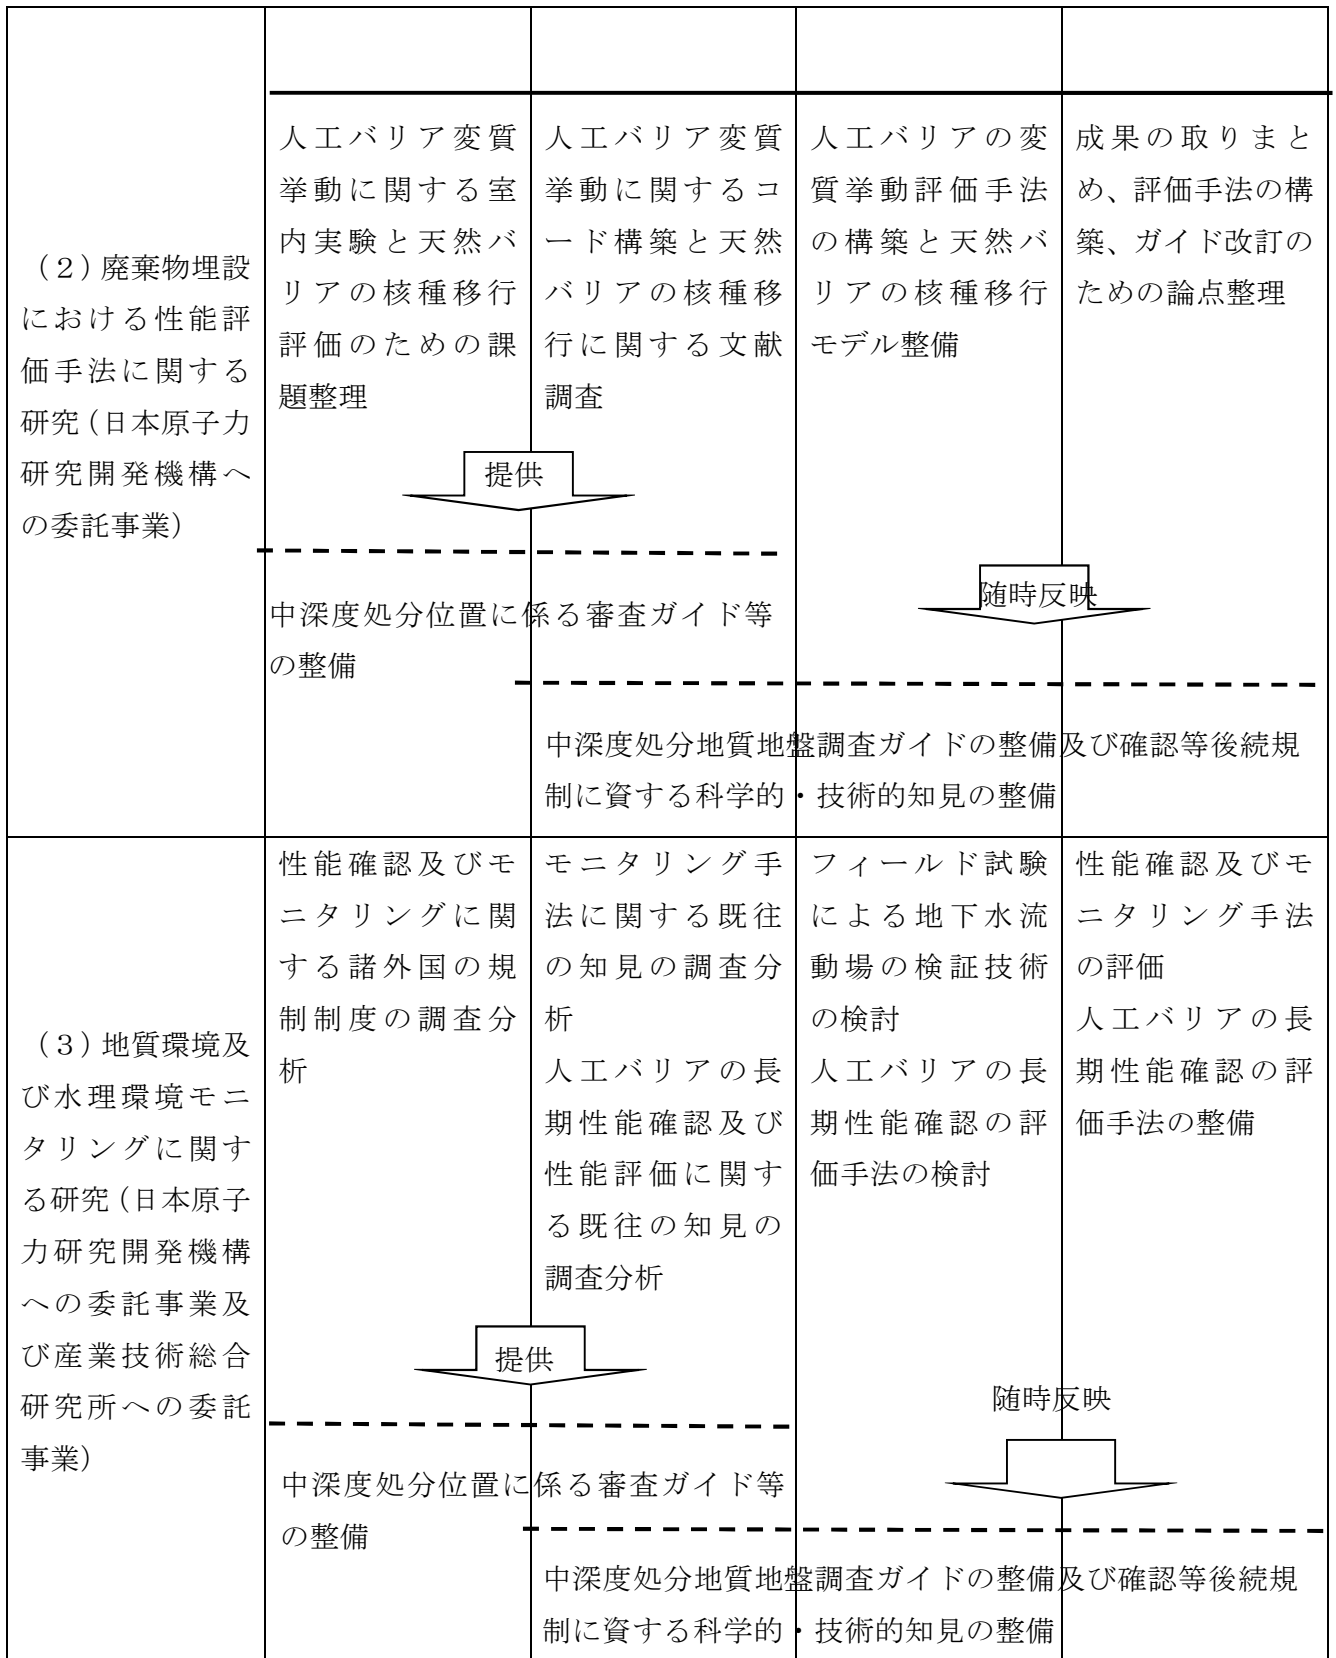 （２）廃棄物埋設
における性能評
価手法に関する
研究（日本原子力
研究開発機構へ
の委託事業）
人工バリア変質
挙動に関する室
内実験と天然バ
リアの核種移行
評価のための課
題整理
人工バリア変質
挙動に関するコ
ード構築と天然
バリアの核種移
行に関する文献
調査
人工バリアの変
質挙動評価手法
の構築と天然バ
リアの核種移行
モデル整備
成果の取りまと
め、評価手法の構
築、ガイド改訂の
ための論点整理
提供
中深度処分位置に係る審査ガイド等
の整備
随時反映
中深度処分地質地盤調査ガイドの整備及び確認等後続規
制に資する科学的・技術的知見の整備
（３）地質環境及
び水理環境モニ
タリングに関す
る研究（日本原子
力研究開発機構
への委託事業及
び産業技術総合
研究所への委託
事業）
性能確認及びモ
ニタリングに関
する諸外国の規
制制度の調査分
析
モニタリング手
法に関する既往
の知見の調査分
析
人工バリアの長
期性能確認及び
性能評価に関す
る既往の知見の
調査分析
フィールド試験
による地下水流
動場の検証技術
の検討
人工バリアの長
期性能確認の評
価手法の検討
性能確認及びモ
ニタリング手法
の評価
人工バリアの長
期性能確認の評
価手法の整備
提供
随時反映
中深度処分位置に係る審査ガイド等
の整備
中深度処分地質地盤調査ガイドの整備及び確認等後続規
制に資する科学的・技術的知見の整備